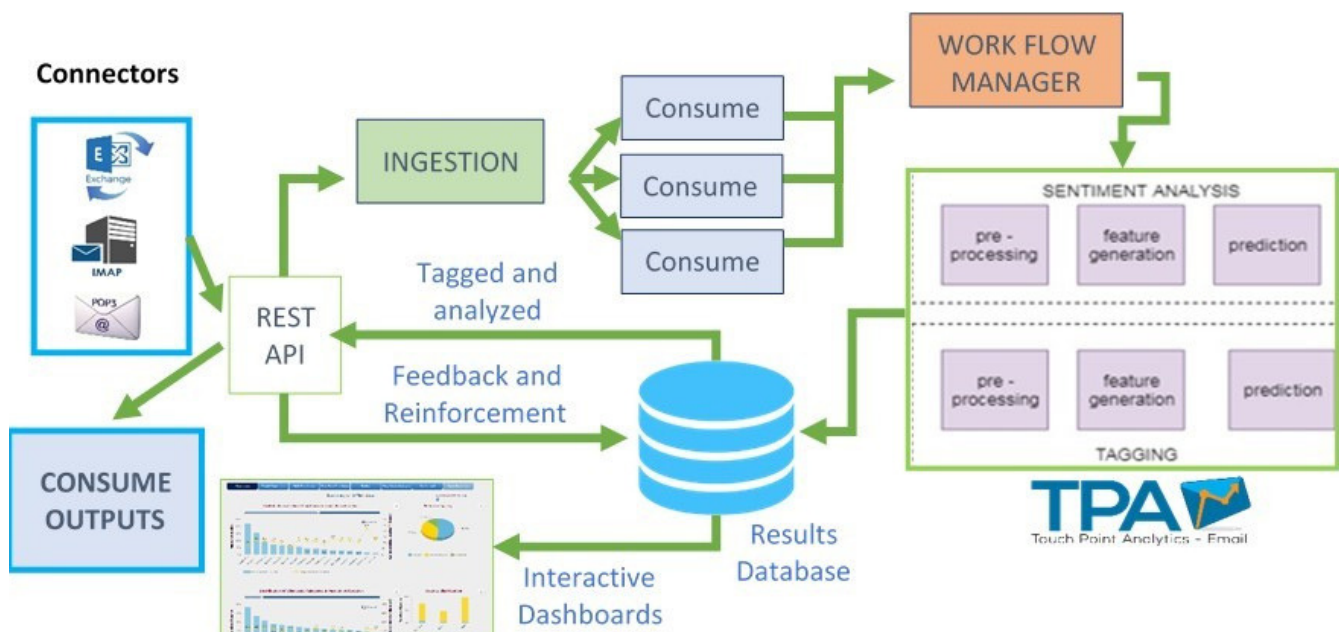 Connectors
Exchange
IMAP
POP3
@
REST
API
CONSUME
OUTPUTS
INGESTION
Consume
Consume
Consume
WORK FLOW
MANAGER
SENTIMENT ANALYSIS
pre -
processing
feature
generation
prediction
pre -
processing
feature
generation
prediction
TAGGING
TPA
Touch Point Analytics - Email
Tagged and
analyzed
Feedback and
Reinforcement
Results
Database
Interactive
Dashboards